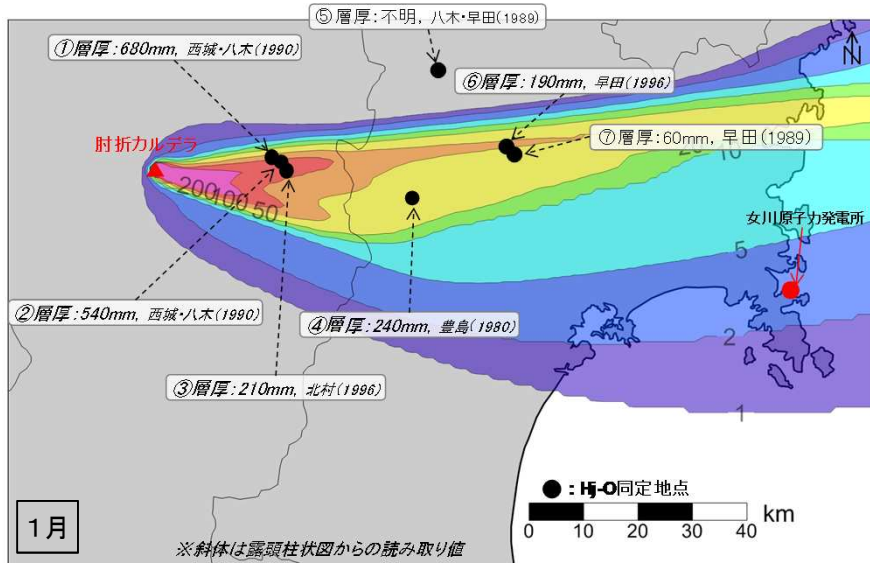 ⑤層厚:不明, 八木・早田(1989)
①層厚:680mm, 西城・八木(1990)
N
⑥層厚:190mm, 早田(1996)
肘折カルデラ
⑦層厚:60mm, 早田(1989)
200
100
50
10
女川原子力発電所
5
②層厚:540mm, 西城・八木(1990)
④層厚:240mm, 豊島(1980)
2
③層厚:210mm, 北村(1996)
1
●:Hj-O同定地点
km
0 10 20 30 40
1月
※斜体は露頭柱状図からの読み取り値